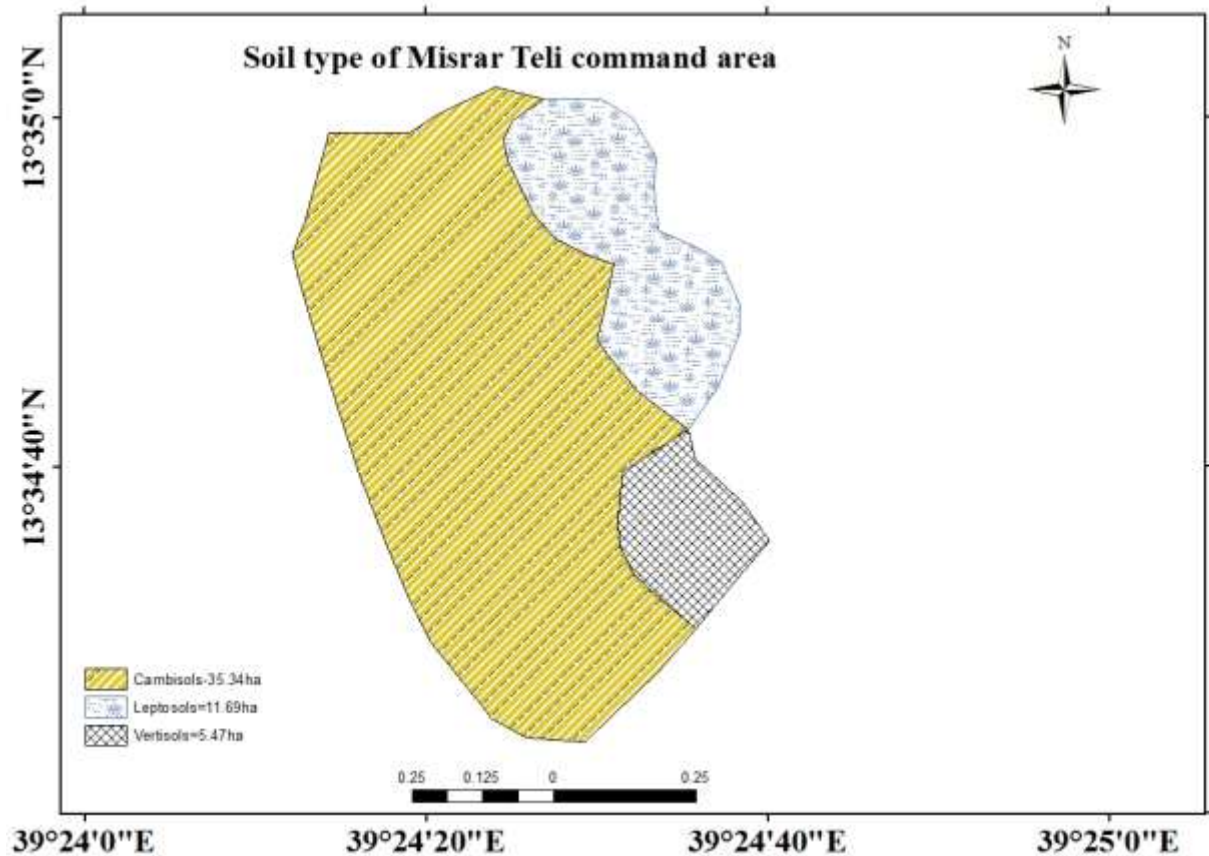 Soil type of Misrar Teli command area
N
13°35'0"N
13°34'40"N
Cambisols-35.34ha
Leptosols=11.69ha
Vertisols=5.47ha
0.25 0.125 0 0.25
39°24'0"E 39°24'20"E 39°24'40"E 39°25'0"E